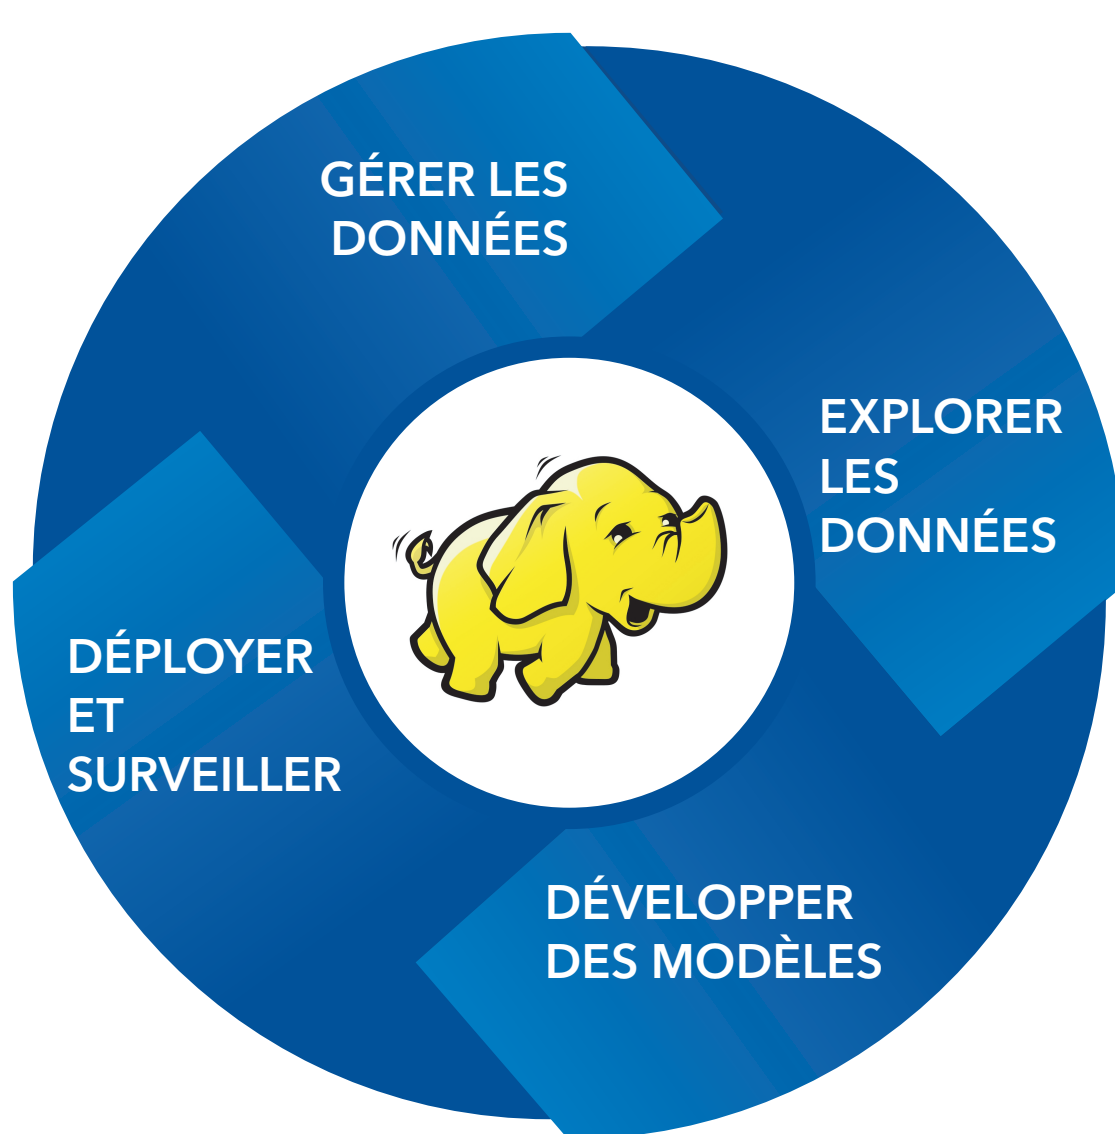 GÉRER LES
DONNÉES
EXPLORER
LES
DONNÉES
DÉVELOPPER
DES MODÈLES
DÉPLOYER
ET
SURVEILLER